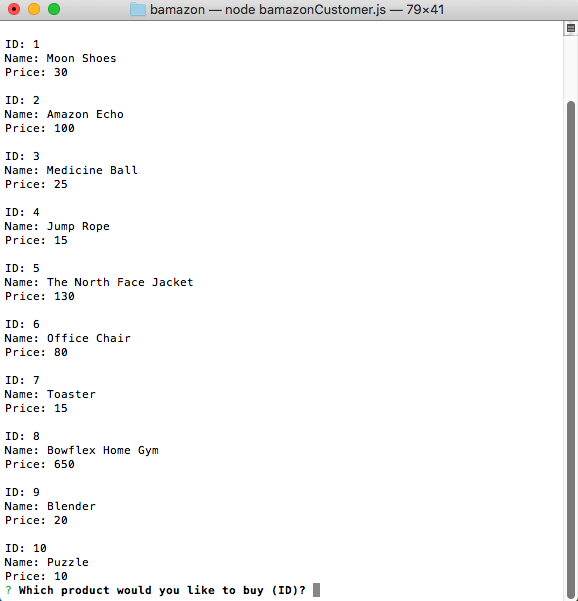 bamazon — node bamazonCustomer.js — 79×41
ID: 1
Name: Moon Shoes
Price: 30
ID: 2
Name: Amazon Echo
Price: 100
ID: 3
Name: Medicine Ball
Price: 25
ID: 4
Name: Jump Rope
Price: 15
ID: 5
Name: The North Face Jacket
Price: 130
ID: 6
Name: Office Chair
Price: 80
ID: 7
Name: Toaster
Price: 15
ID: 8
Name: Bowflex Home Gym
Price: 650
ID: 9
Name: Blender
Price: 20
ID: 10
Name: Puzzle
Price: 10
? Which product would you like to buy (ID)?